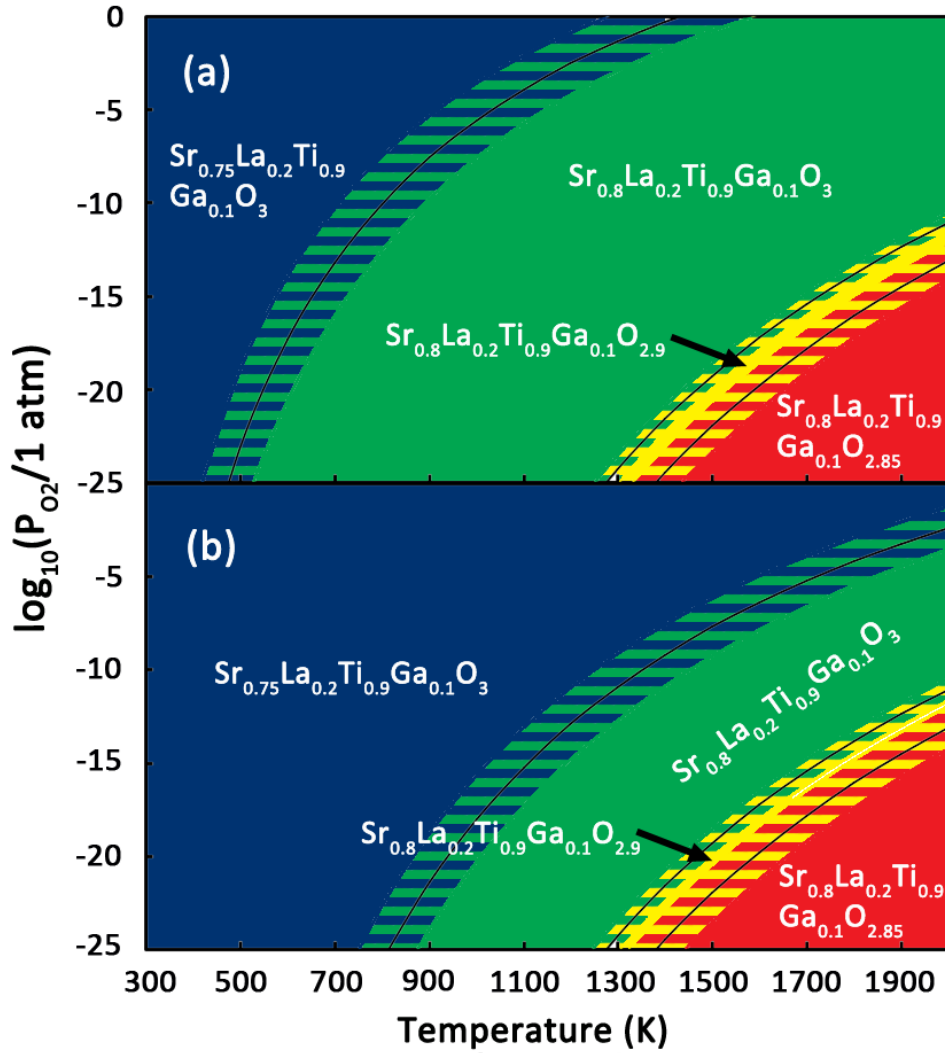 0
(a)
-5
Sr₀.₇₅La₀.₂Ti₀.₉
Ga₀.₁O₃
Sr₀.₈La₀.₂Ti₀.₉Ga₀.₁O₃
-10
-15
Sr₀.₈La₀.₂Ti₀.₉Ga₀.₁O₂.₉
-20
Sr₀.₈La₀.₂Ti₀.₉
Ga₀.₁O₂.₈₅
-25
log₁₀(P_O2/1 atm)
(b)
-5
Sr₀.₇₅La₀.₂Ti₀.₉Ga₀.₁O₃
Sr₀.₈La₀.₂Ti₀.₉Ga₀.₁O₃
-10
-15
Sr₀.₈La₀.₂Ti₀.₉Ga₀.₁O₂.₉
-20
Sr₀.₈La₀.₂Ti₀.₉
Ga₀.₁O₂.₈₅
-25
300 500 700 900 1100 1300 1500 1700 1900
Temperature (K)